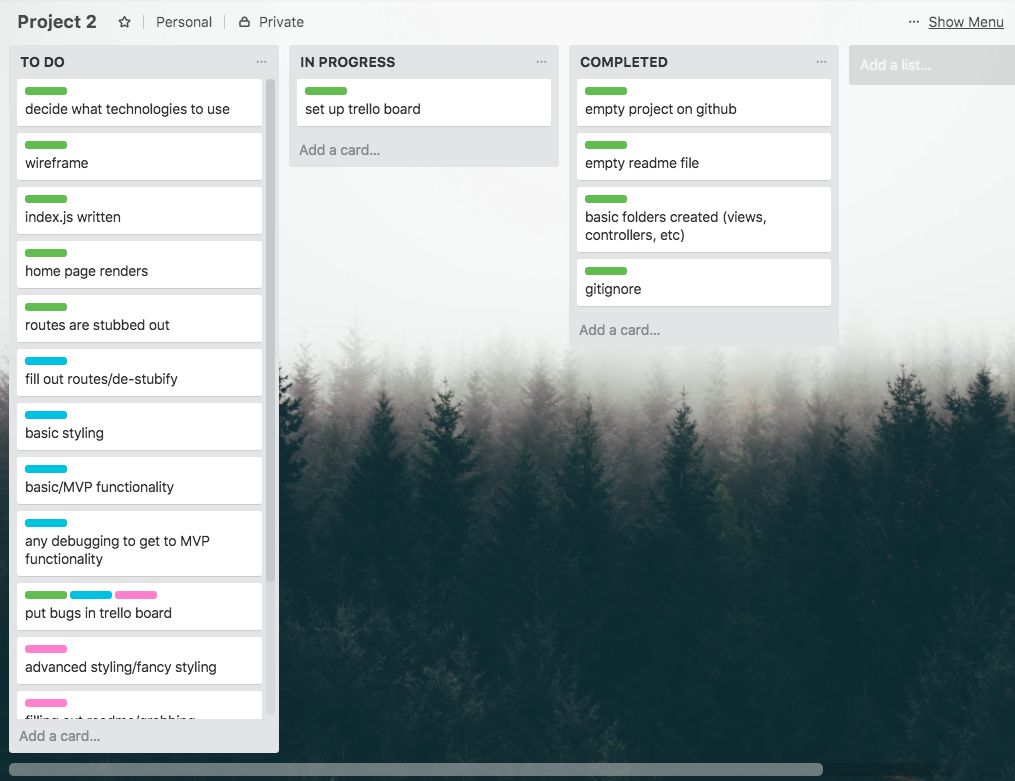 Project 2
Personal
Private
Show Menu
TO DO
decide what technologies to use
wireframe
index.js written
home page renders
routes are stubbed out
fill out routes/de-stubify
basic styling
basic/MVP functionality
any debugging to get to MVP
functionality
put bugs in trello board
advanced styling/fancy styling
filling out readme/grabbing
Add a card...
IN PROGRESS
set up trello board
Add a card...
COMPLETED
empty project on github
empty readme file
basic folders created (views,
controllers, etc)
gitignore
Add a card...
Add a list...